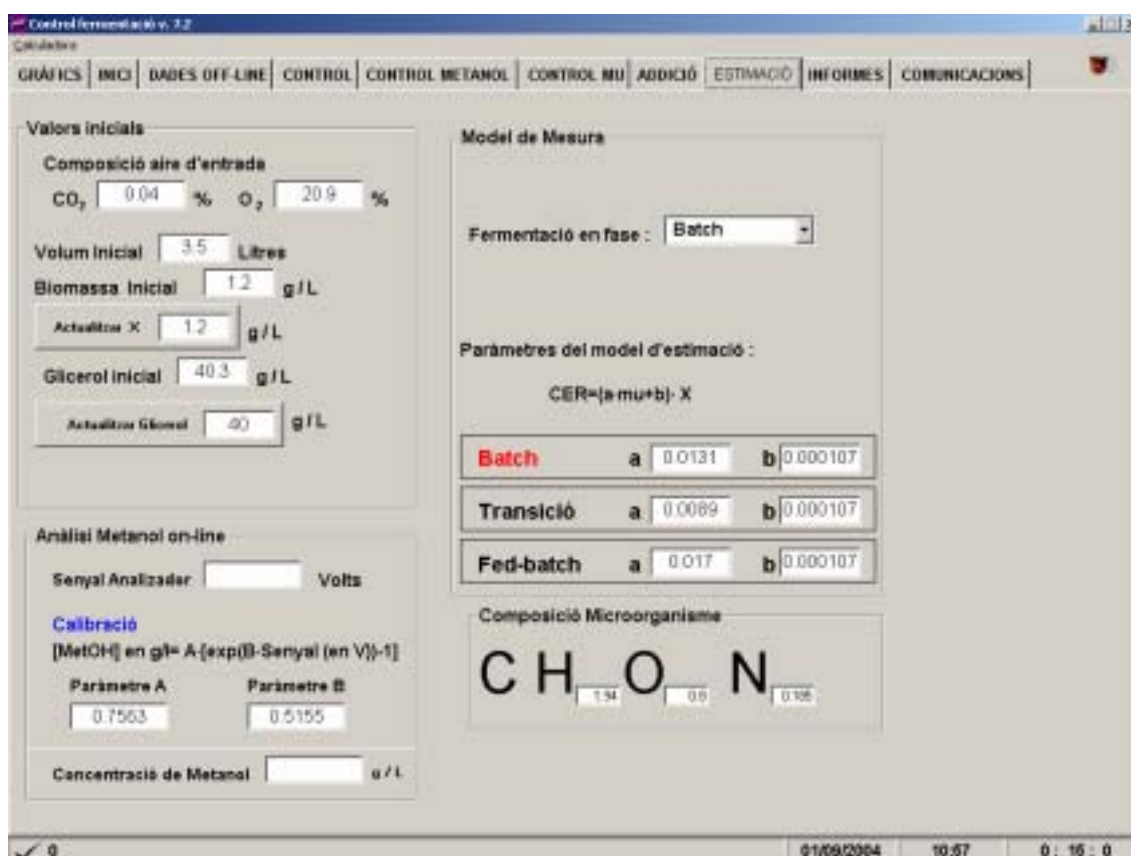 Control fermentació v. 7.2
Calculadora
GRÀFICS INICI DADES OFF-LINE CONTROL CONTROL METANOL CONTROL MU ADDICIÓ ESTIMACIÓ INFORMES COMUNICACIONS
Valors inicials
Composició aire d'entrada
CO2 0.04 % O2 20.9 %
Volum Inicial 3.5 Litres
Biomassa Inicial 1.2 g / L
Actualitzar X 1.2 g / L
Glicerol inicial 40.3 g / L
Actualitzar Glicerol 40 g / L
Anàlisi Metanol on-line
Senyal Analizador Volts
Calibració
[MetOH] en g/l= A·[exp(B·Senyal (en V))-1]
Paràmetre A Paràmetre B
0.7563 0.5155
Concentració de Metanol g / L
Model de Mesura
Fermentació en fase : Batch
Paràmetres del model d'estimació :
CER=(a·mu+b)· X
Batch a 0.0131 b 0.000107
Transició a 0.0089 b 0.000107
Fed-batch a 0.017 b 0.000107
Composició Microorganisme
C H 1.94 O 0.6 N 0.186
0 01/09/2004 10:57 0 : 16 : 0